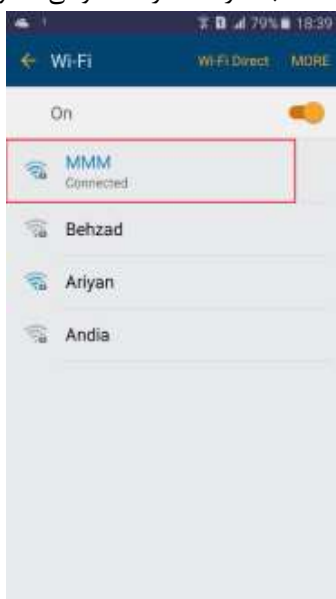 79% 18:39
Wi-Fi Wi-Fi Direct MORE
On
MMM
Connected
Behzad
Ariyan
Andia